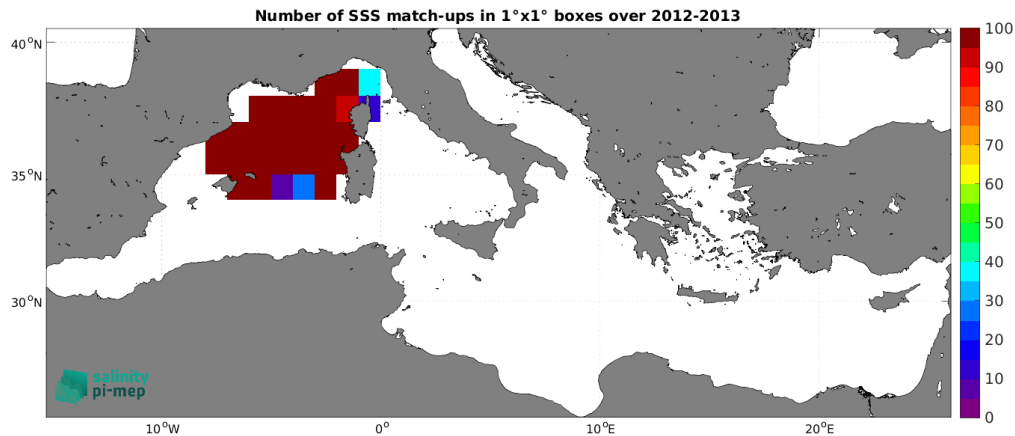 Number of SSS match-ups in 1°x1° boxes over 2012-2013
40°N
35°N
30°N
10°W
0°
10°E
20°E
100
90
80
70
60
50
40
30
20
10
0
salinity
pi-mep